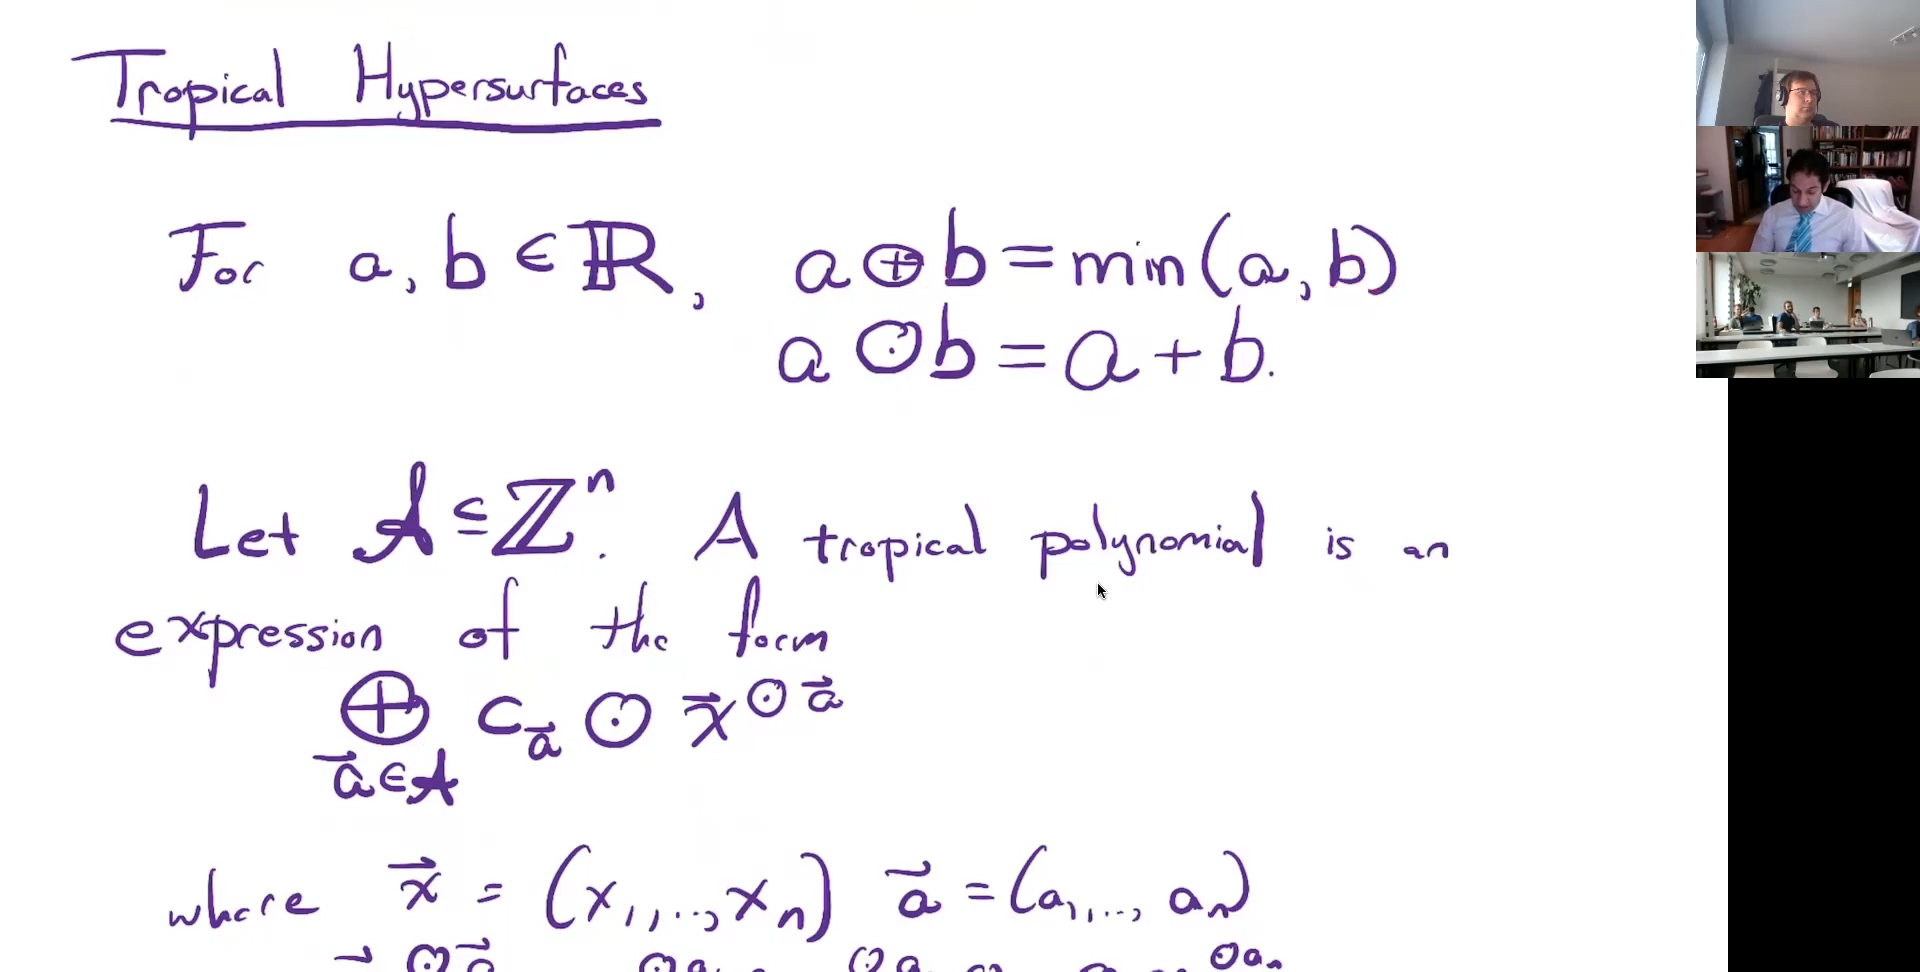 Tropical Hypersurfaces
For a, b ∈ ℝ, a ⊕ b = min(a, b)
a ⊙ b = a + b.
Let 𝒜 ⊆ ℤⁿ. A tropical polynomial is an
expression of the form
⊕ c_a⃗ ⊙ x⃗^⊙a⃗
a⃗ ∈ 𝒜
where x⃗ = (x₁,..., xₙ) a⃗ = (a₁,..., aₙ)